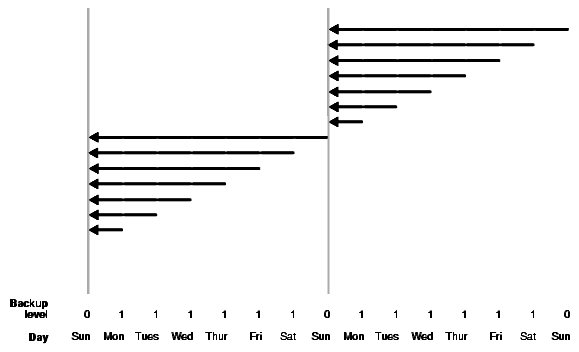 Backup
level 0 1 1 1 1 1 1 0 1 1 1 1 1 1 0
Day Sun Mon Tues Wed Thur Fri Sat Sun Mon Tues Wed Thur Fri Sat Sun